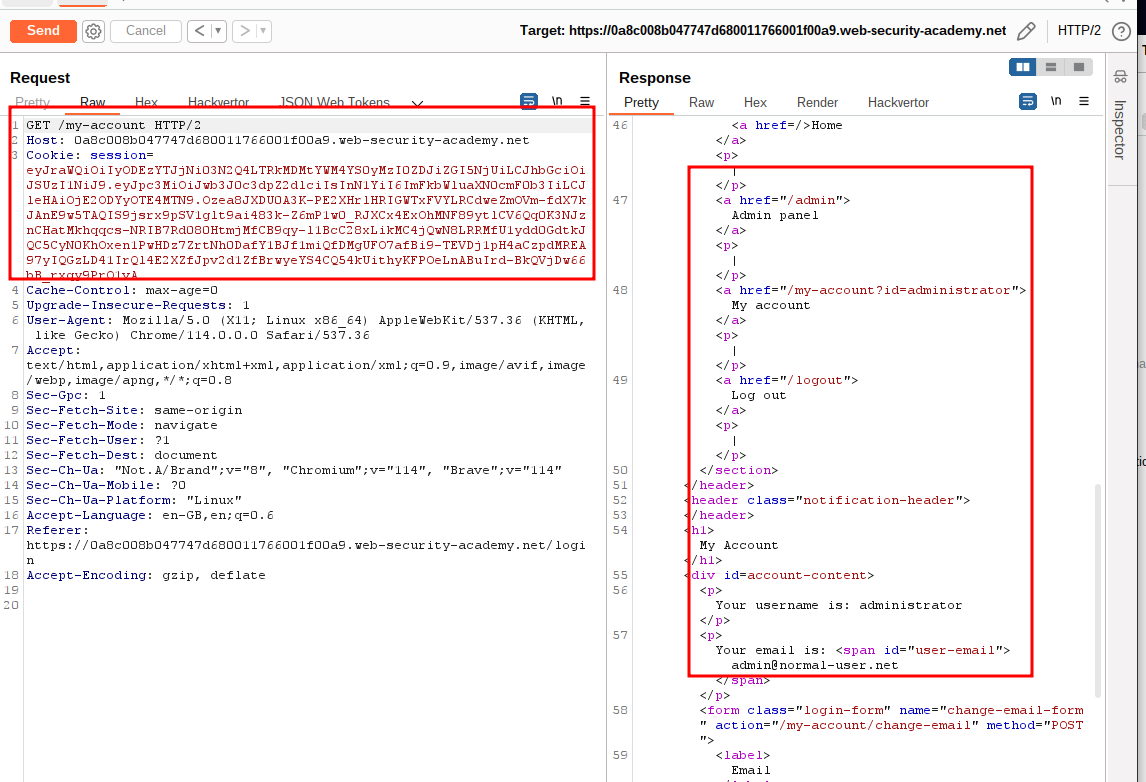 Send
Cancel
<
>
Target: https://0a8c008b047747d680011766001f00a9.web-security-academy.net
HTTP/2
?
Request
Pretty
Raw
Hex
Hackvertor
JSON Web Tokens
\n
1 GET /my-account HTTP/2
2 Host: 0a8c008b047747d680011766001f00a9.web-security-academy.net
3 Cookie: session=
4 Cache-Control: max-age=0
5 Upgrade-Insecure-Requests: 1
6 User-Agent: Mozilla/5.0 (X11; Linux x86_64) AppleWebKit/537.36 (KHTML,
like Gecko) Chrome/114.0.0.0 Safari/537.36
7 Accept:
text/html,application/xhtml+xml,application/xml;q=0.9,image/avif,image
/webp,image/apng,*/*;q=0.8
8 Sec-Gpc: 1
9 Sec-Fetch-Site: same-origin
10 Sec-Fetch-Mode: navigate
11 Sec-Fetch-User: ?1
12 Sec-Fetch-Dest: document
13 Sec-Ch-Ua: "Not.A/Brand";v="8", "Chromium";v="114", "Brave";v="114"
14 Sec-Ch-Ua-Mobile: ?0
15 Sec-Ch-Ua-Platform: "Linux"
16 Accept-Language: en-GB,en;q=0.6
17 Referer:
https://0a8c008b047747d680011766001f00a9.web-security-academy.net/logi
n
18 Accept-Encoding: gzip, deflate
19
20
Response
Pretty
Raw
Hex
Render
Hackvertor
\n
46 <a href=/>Home
</a>
<p>
|
</p>
47 <a href="/admin">
Admin panel
</a>
<p>
|
</p>
48 <a href="/my-account?id=administrator">
My account
</a>
<p>
|
</p>
49 <a href="/logout">
Log out
</a>
<p>
|
</p>
50 </section>
51 </header>
52 <header class="notification-header">
53 </header>
54 <h1>
My Account
</h1>
55 <div id=account-content>
56 <p>
Your username is: administrator
</p>
57 <p>
Your email is: <span id="user-email">
admin@normal-user.net
</span>
</p>
58 <form class="login-form" name="change-email-form
" action="/my-account/change-email" method="POST
">
59 <label>
Email
Inspector